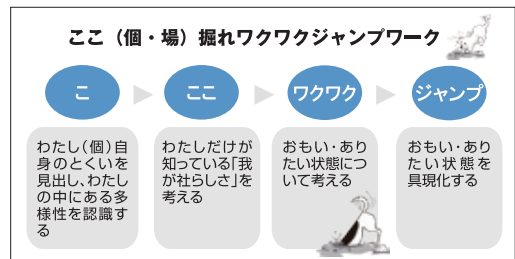 ここ（個・場）掘れワクワクジャンプワーク
こ
ここ
ワクワク
ジャンプ
わたし（個）自
身のとくいを
見出し、わたし
の中にある多
様性を認識す
る
わたしだけが
知っている「我
が社らしさ」を
考える
おもい・あり
たい状態につ
いて考える
おもい・あり
たい状態を
具現化する